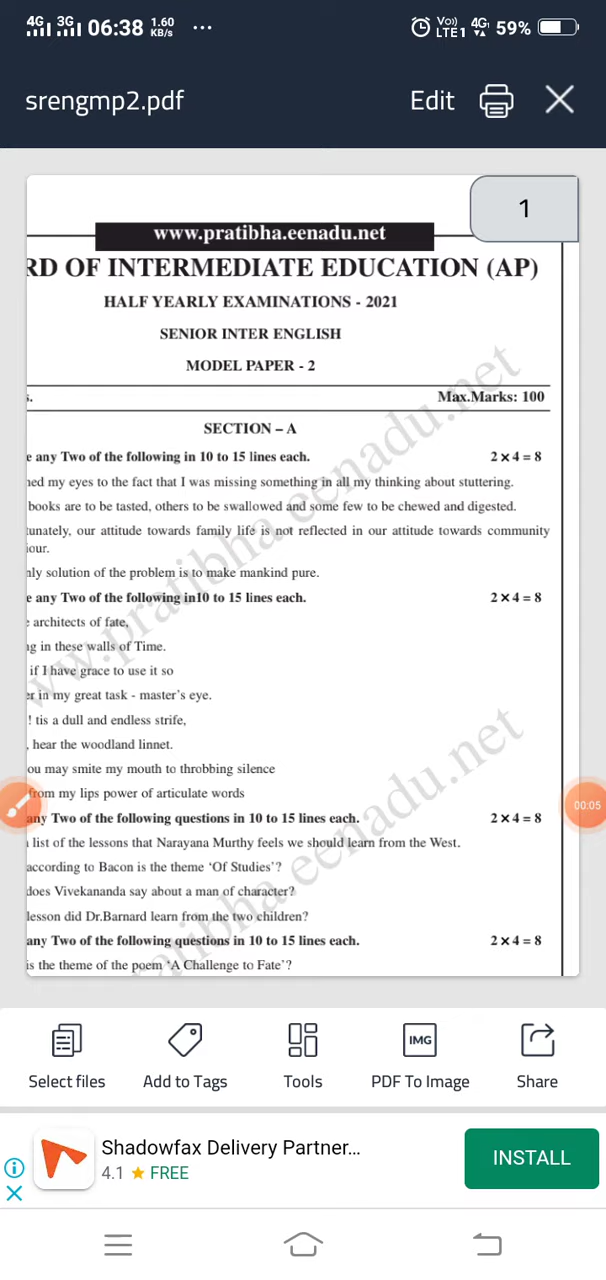 4G 3G 06:38 1.60 KB/s ... Vo)) LTE1 4G 59%
srengmp2.pdf Edit
1
www.pratibha.eenadu.net
RD OF INTERMEDIATE EDUCATION (AP)
HALF YEARLY EXAMINATIONS - 2021
SENIOR INTER ENGLISH
MODEL PAPER - 2
s. Max.Marks: 100
SECTION – A
e any Two of the following in 10 to 15 lines each. 2 × 4 = 8
ned my eyes to the fact that I was missing something in all my thinking about stuttering.
books are to be tasted, others to be swallowed and some few to be chewed and digested.
tunately, our attitude towards family life is not reflected in our attitude towards community
iour.
nly solution of the problem is to make mankind pure.
e any Two of the following in10 to 15 lines each. 2 × 4 = 8
e architects of fate,
ng in these walls of Time.
if I have grace to use it so
er in my great task - master's eye.
! tis a dull and endless strife,
, hear the woodland linnet.
ou may smite my mouth to throbbing silence
from my lips power of articulate words
00:05
any Two of the following questions in 10 to 15 lines each. 2 × 4 = 8
list of the lessons that Narayana Murthy feels we should learn from the West.
according to Bacon is the theme 'Of Studies'?
does Vivekananda say about a man of character?
lesson did Dr.Barnard learn from the two children?
any Two of the following questions in 10 to 15 lines each. 2 × 4 = 8
is the theme of the poem 'A Challenge to Fate'?
www.pratibha.eenadu.net
pratibha.eenadu.net
Select files Add to Tags Tools IMG PDF To Image Share
Shadowfax Delivery Partner...
4.1 ★ FREE
INSTALL